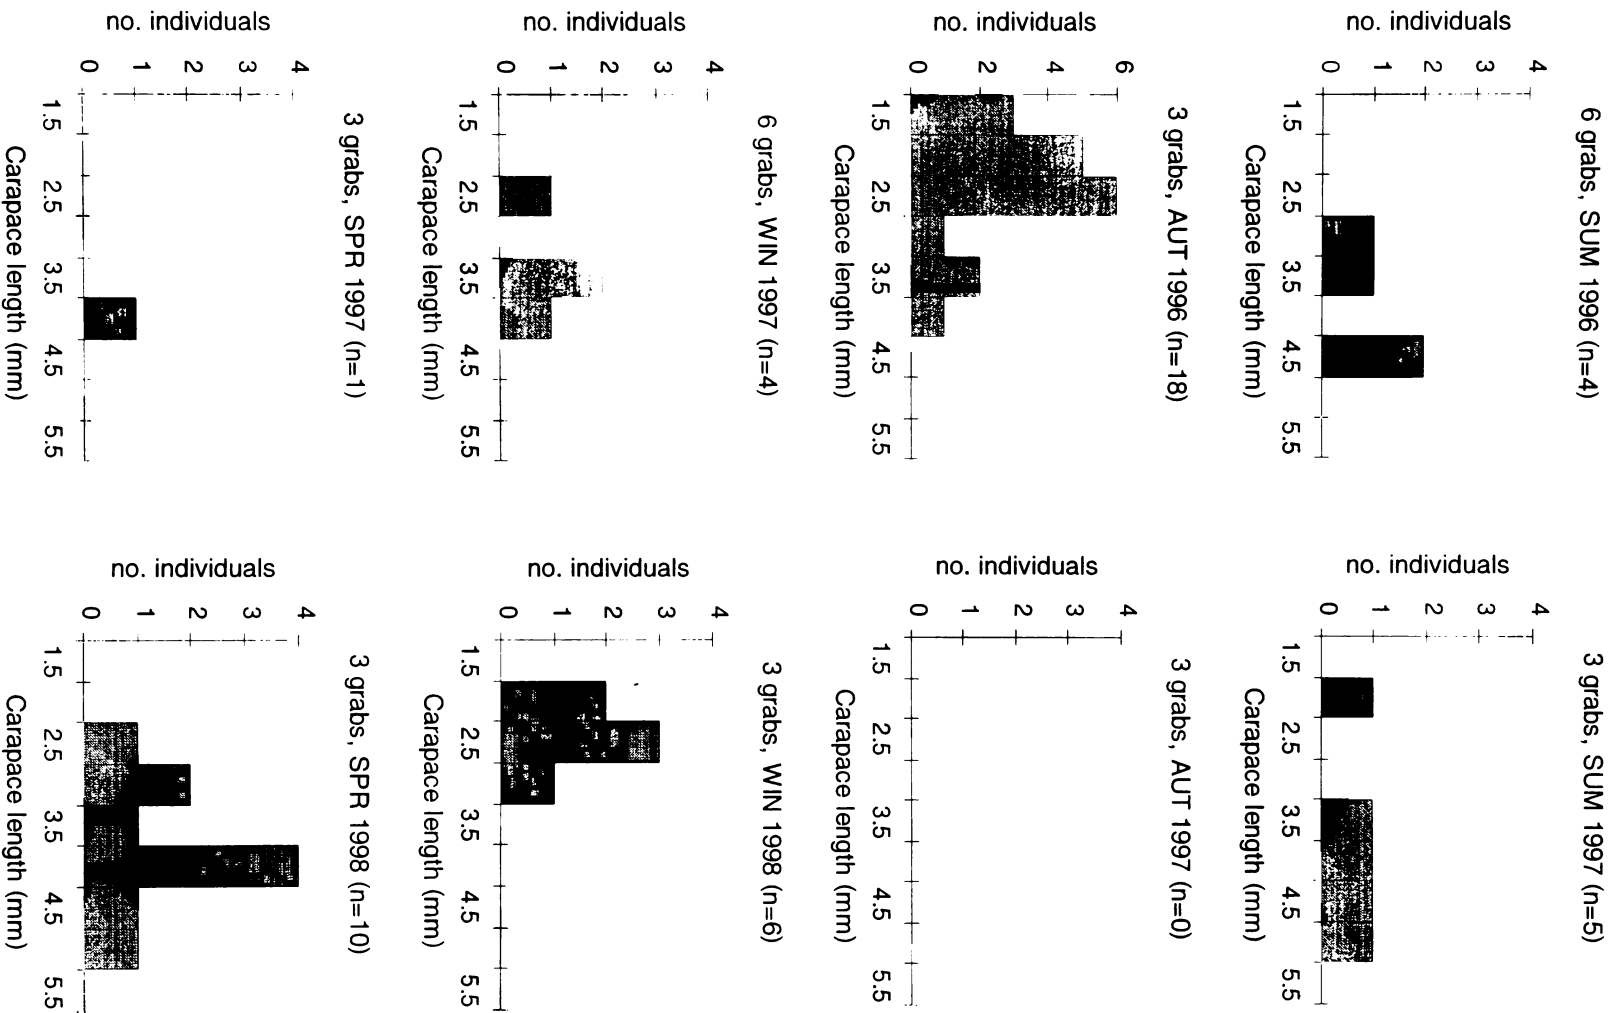 6 grabs, SUM 1996 (n=4)
no. individuals
4
3
2
1
0
1.5 2.5 3.5 4.5 5.5
Carapace length (mm)
3 grabs, AUT 1996 (n=18)
no. individuals
6
4
2
0
1.5 2.5 3.5 4.5 5.5
Carapace length (mm)
6 grabs, WIN 1997 (n=4)
no. individuals
4
3
2
1
0
1.5 2.5 3.5 4.5 5.5
Carapace length (mm)
3 grabs, SPR 1997 (n=1)
no. individuals
4
3
2
1
0
1.5 2.5 3.5 4.5 5.5
Carapace length (mm)
3 grabs, SUM 1997 (n=5)
no. individuals
4
3
2
1
0
1.5 2.5 3.5 4.5 5.5
Carapace length (mm)
3 grabs, AUT 1997 (n=0)
no. individuals
4
3
2
1
0
1.5 2.5 3.5 4.5 5.5
Carapace length (mm)
3 grabs, WIN 1998 (n=6)
no. individuals
4
3
2
1
0
1.5 2.5 3.5 4.5 5.5
Carapace length (mm)
3 grabs, SPR 1998 (n=10)
no. individuals
4
3
2
1
0
1.5 2.5 3.5 4.5 5.5
Carapace length (mm)